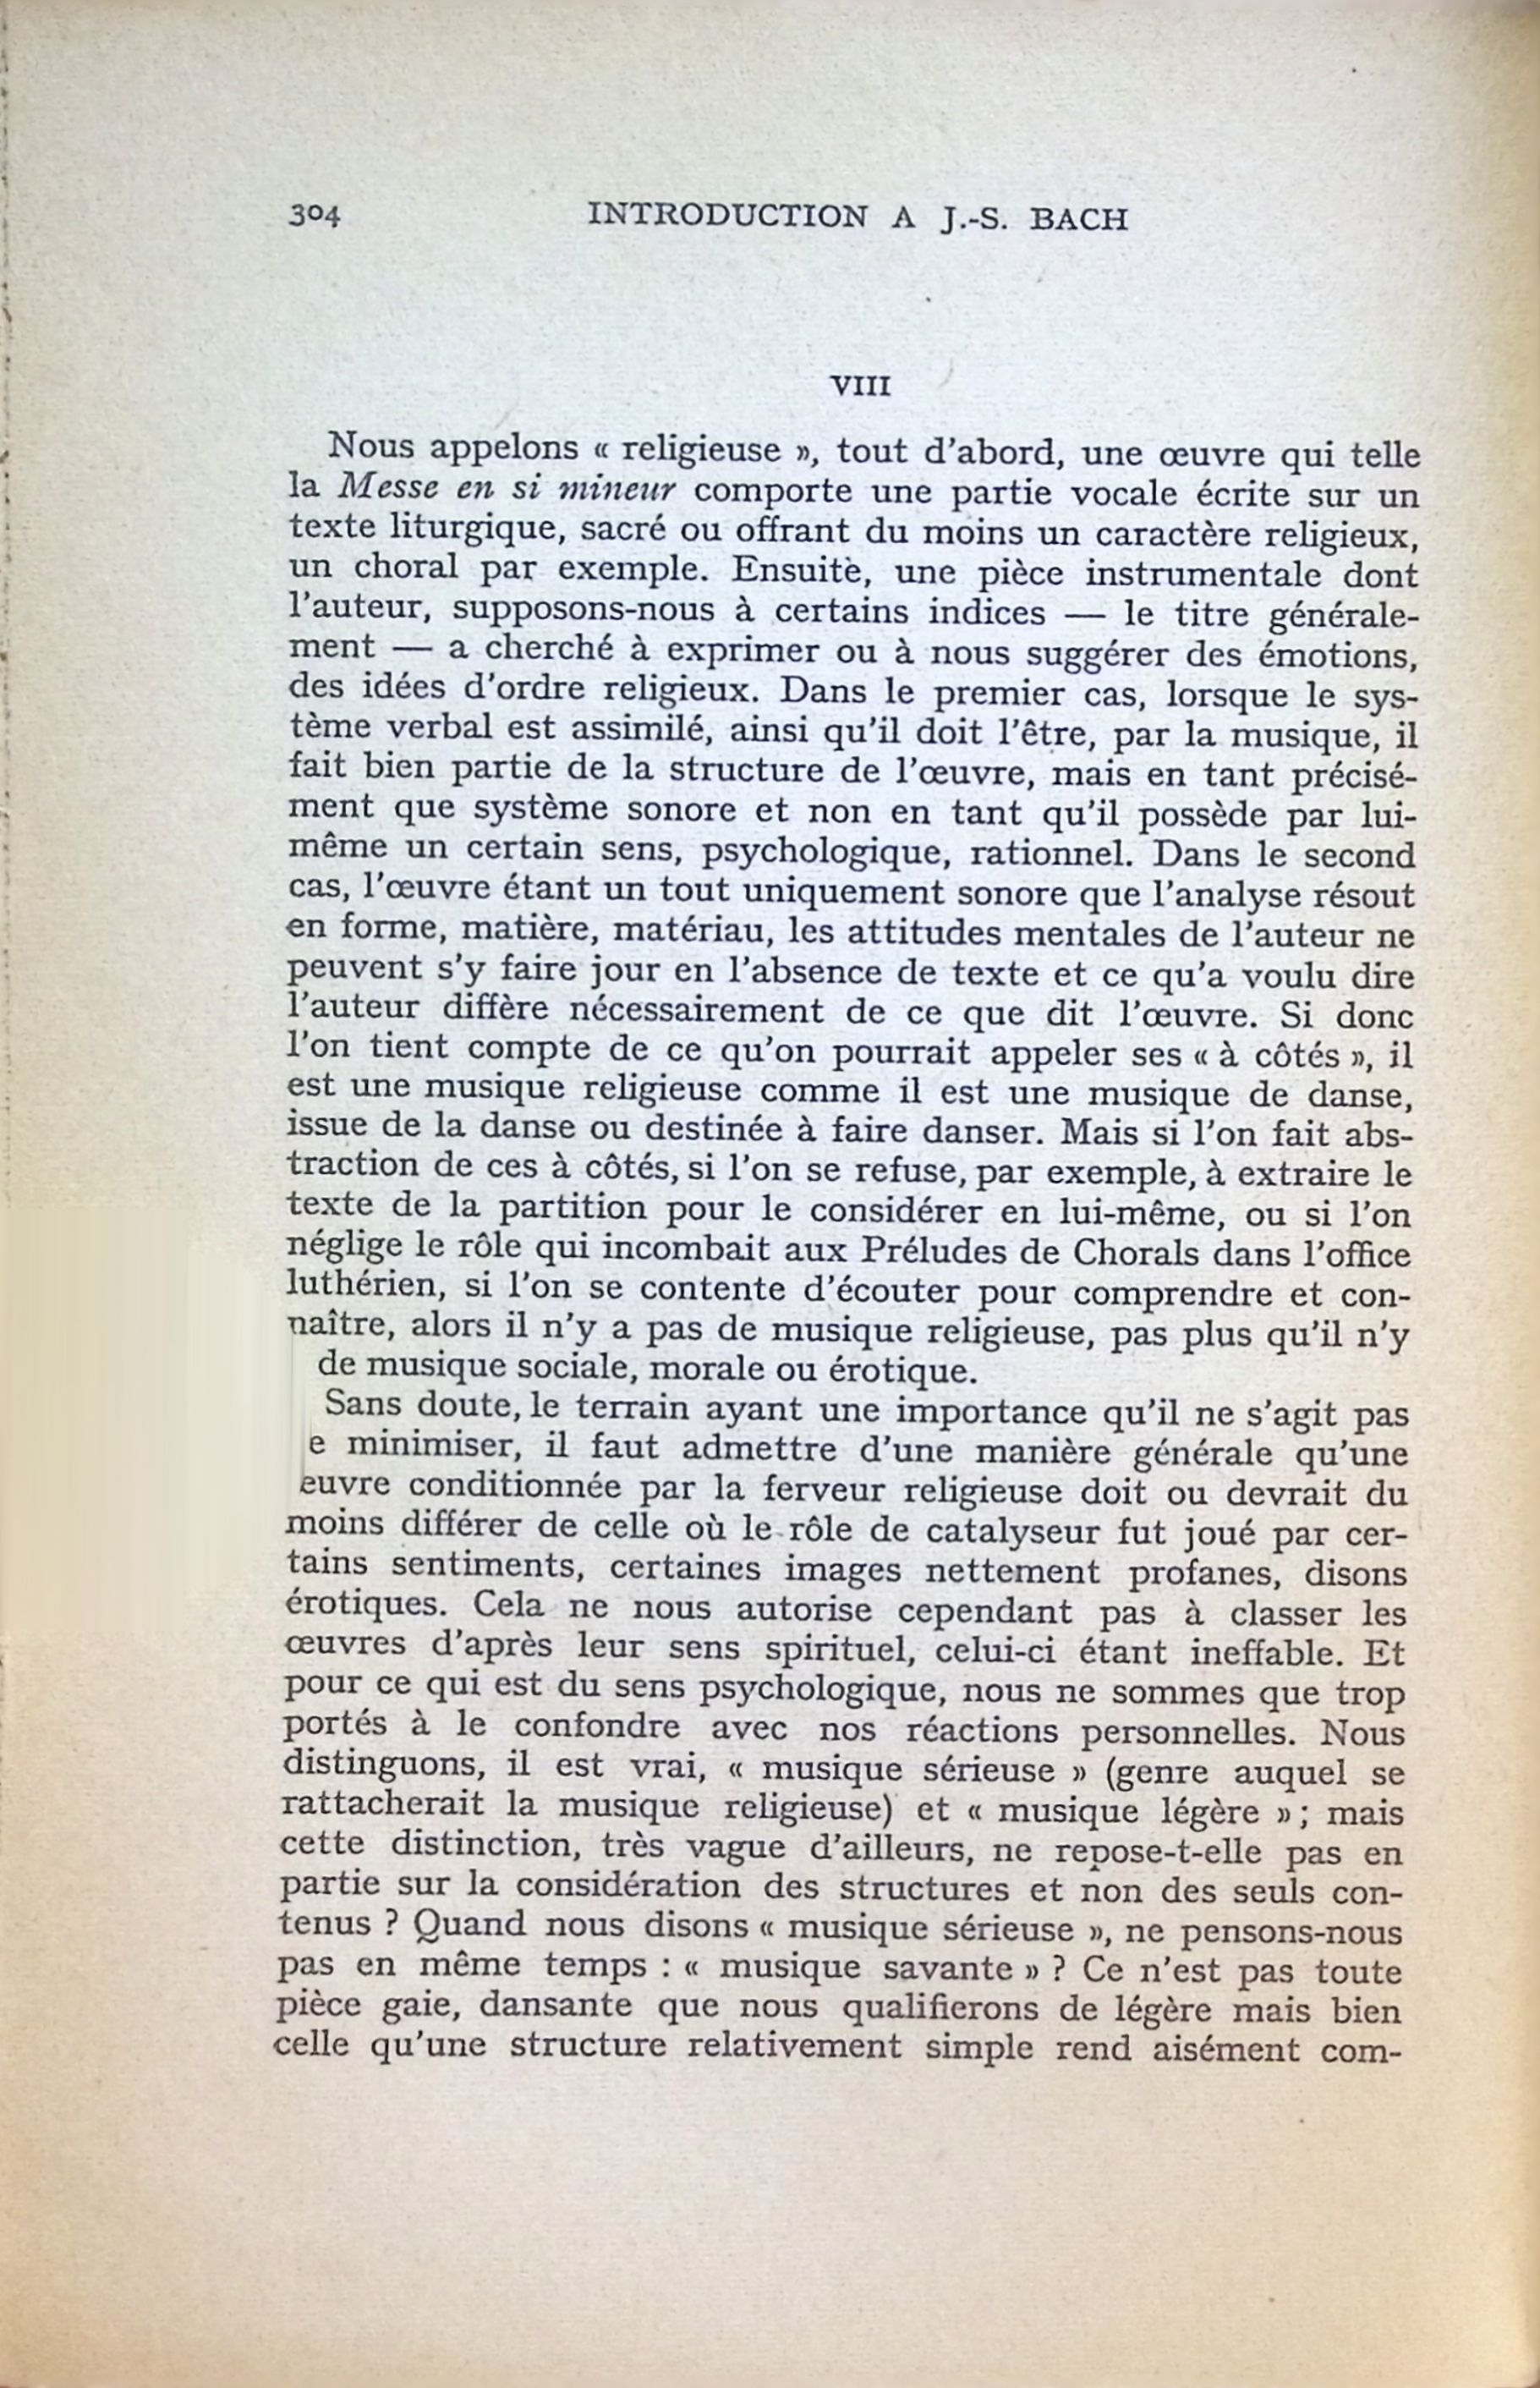 304 INTRODUCTION A J.-S. BACH
VIII
Nous appelons « religieuse », tout d'abord, une œuvre qui telle
la Messe en si mineur comporte une partie vocale écrite sur un
texte liturgique, sacré ou offrant du moins un caractère religieux,
un choral par exemple. Ensuite, une pièce instrumentale dont
l'auteur, supposons-nous à certains indices — le titre générale-
ment — a cherché à exprimer ou à nous suggérer des émotions,
des idées d'ordre religieux. Dans le premier cas, lorsque le sys-
tème verbal est assimilé, ainsi qu'il doit l'être, par la musique, il
fait bien partie de la structure de l'œuvre, mais en tant précisé-
ment que système sonore et non en tant qu'il possède par lui-
même un certain sens, psychologique, rationnel. Dans le second
cas, l'œuvre étant un tout uniquement sonore que l'analyse résout
en forme, matière, matériau, les attitudes mentales de l'auteur ne
peuvent s'y faire jour en l'absence de texte et ce qu'a voulu dire
l'auteur diffère nécessairement de ce que dit l'œuvre. Si donc
l'on tient compte de ce qu'on pourrait appeler ses « à côtés », il
est une musique religieuse comme il est une musique de danse,
issue de la danse ou destinée à faire danser. Mais si l'on fait abs-
traction de ces à côtés, si l'on se refuse, par exemple, à extraire le
texte de la partition pour le considérer en lui-même, ou si l'on
néglige le rôle qui incombait aux Préludes de Chorals dans l'office
luthérien, si l'on se contente d'écouter pour comprendre et con-
naître, alors il n'y a pas de musique religieuse, pas plus qu'il n'y
de musique sociale, morale ou érotique.
Sans doute, le terrain ayant une importance qu'il ne s'agit pas
e minimiser, il faut admettre d'une manière générale qu'une
euvre conditionnée par la ferveur religieuse doit ou devrait du
moins différer de celle où le rôle de catalyseur fut joué par cer-
tains sentiments, certaines images nettement profanes, disons
érotiques. Cela ne nous autorise cependant pas à classer les
œuvres d'après leur sens spirituel, celui-ci étant ineffable. Et
pour ce qui est du sens psychologique, nous ne sommes que trop
portés à le confondre avec nos réactions personnelles. Nous
distinguons, il est vrai, « musique sérieuse » (genre auquel se
rattacherait la musique religieuse) et « musique légère » ; mais
cette distinction, très vague d'ailleurs, ne repose-t-elle pas en
partie sur la considération des structures et non des seuls con-
tenus ? Quand nous disons « musique sérieuse », ne pensons-nous
pas en même temps : « musique savante » ? Ce n'est pas toute
pièce gaie, dansante que nous qualifierons de légère mais bien
celle qu'une structure relativement simple rend aisément com-